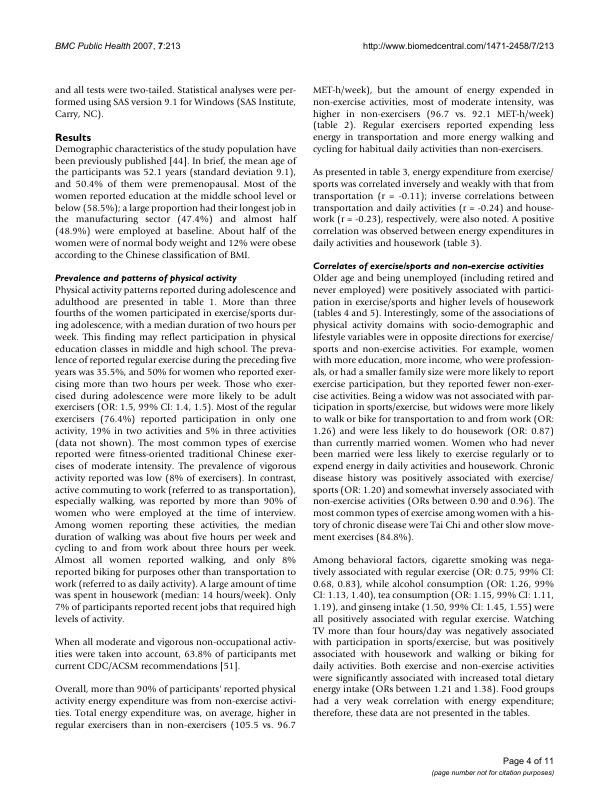 BMC Public Health 2007, 7:213
http://www.biomedcentral.com/1471-2458/7/213
and all tests were two-tailed. Statistical analyses were per-
formed using SAS version 9.1 for Windows (SAS Institute,
Carry, NC).
Results
Demographic characteristics of the study population have
been previously published [44]. In brief, the mean age of
the participants was 52.1 years (standard deviation 9.1),
and 50.4% of them were premenopausal. Most of the
women reported education at the middle school level or
below (58.5%); a large proportion had their longest job in
the manufacturing sector (47.4%) and almost half
(48.9%) were employed at baseline. About half of the
women were of normal body weight and 12% were obese
according to the Chinese classification of BMI.
Prevalence and patterns of physical activity
Physical activity patterns reported during adolescence and
adulthood are presented in table 1. More than three
fourths of the women participated in exercise/sports dur-
ing adolescence, with a median duration of two hours per
week. This finding may reflect participation in physical
education classes in middle and high school. The preva-
lence of reported regular exercise during the preceding five
years was 35.5%, and 50% for women who reported exer-
cising more than two hours per week. Those who exer-
cised during adolescence were more likely to be adult
exercisers (OR: 1.5, 99% CI: 1.4, 1.5). Most of the regular
exercisers (76.4%) reported participation in only one
activity, 19% in two activities and 5% in three activities
(data not shown). The most common types of exercise
reported were fitness-oriented traditional Chinese exer-
cises of moderate intensity. The prevalence of vigorous
activity reported was low (8% of exercisers). In contrast,
active commuting to work (referred to as transportation),
especially walking, was reported by more than 90% of
women who were employed at the time of interview.
Among women reporting these activities, the median
duration of walking was about five hours per week and
cycling to and from work about three hours per week.
Almost all women reported walking, and only 8%
reported biking for purposes other than transportation to
work (referred to as daily activity). A large amount of time
was spent in housework (median: 14 hours/week). Only
7% of participants reported recent jobs that required high
levels of activity.
When all moderate and vigorous non-occupational activ-
ities were taken into account, 63.8% of participants met
current CDC/ACSM recommendations [51].
Overall, more than 90% of participants' reported physical
activity energy expenditure was from non-exercise activi-
ties. Total energy expenditure was, on average, higher in
regular exercisers than in non-exercisers (105.5 vs. 96.7
MET-h/week), but the amount of energy expended in
non-exercise activities, most of moderate intensity, was
higher in non-exercisers (96.7 vs. 92.1 MET-h/week)
(table 2). Regular exercisers reported expending less
energy in transportation and more energy walking and
cycling for habitual daily activities than non-exercisers.
As presented in table 3, energy expenditure from exercise/
sports was correlated inversely and weakly with that from
transportation (r = -0.11); inverse correlations between
transportation and daily activities (r = -0.24) and house-
work (r = -0.23), respectively, were also noted. A positive
correlation was observed between energy expenditures in
daily activities and housework (table 3).
Correlates of exercise/sports and non-exercise activities
Older age and being unemployed (including retired and
never employed) were positively associated with partici-
pation in exercise/sports and higher levels of housework
(tables 4 and 5). Interestingly, some of the associations of
physical activity domains with socio-demographic and
lifestyle variables were in opposite directions for exercise/
sports and non-exercise activities. For example, women
with more education, more income, who were profession-
als, or had a smaller family size were more likely to report
exercise participation, but they reported fewer non-exer-
cise activities. Being a widow was not associated with par-
ticipation in sports/exercise, but widows were more likely
to walk or bike for transportation to and from work (OR:
1.26) and were less likely to do housework (OR: 0.87)
than currently married women. Women who had never
been married were less likely to exercise regularly or to
expend energy in daily activities and housework. Chronic
disease history was positively associated with exercise/
sports (OR: 1.20) and somewhat inversely associated with
non-exercise activities (ORs between 0.90 and 0.96). The
most common types of exercise among women with a his-
tory of chronic disease were Tai Chi and other slow move-
ment exercises (84.8%).
Among behavioral factors, cigarette smoking was nega-
tively associated with regular exercise (OR: 0.75, 99% CI:
0.68, 0.83), while alcohol consumption (OR: 1.26, 99%
CI: 1.13, 1.40), tea consumption (OR: 1.15, 99% CI: 1.11,
1.19), and ginseng intake (1.50, 99% CI: 1.45, 1.55) were
all positively associated with regular exercise. Watching
TV more than four hours/day was negatively associated
with participation in sports/exercise, but was positively
associated with housework and walking or biking for
daily activities. Both exercise and non-exercise activities
were significantly associated with increased total dietary
energy intake (ORs between 1.21 and 1.38). Food groups
had a very weak correlation with energy expenditure;
therefore, these data are not presented in the tables.
Page 4 of 11
(page number not for citation purposes)